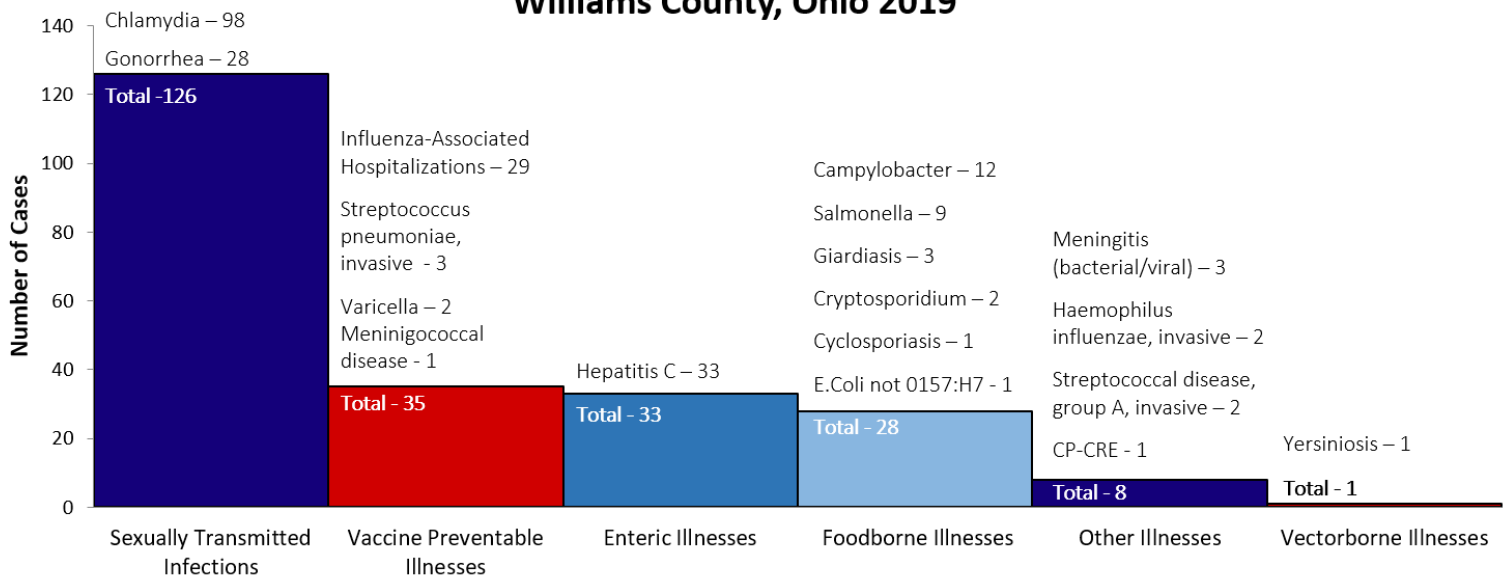 Williams County, Ohio 2019
Number of Cases
140
120
100
80
60
40
20
0
Chlamydia – 98
Gonorrhea – 28
Total -126
Influenza-Associated
Hospitalizations – 29
Streptococcus
pneumoniae,
invasive  - 3
Varicella – 2
Meninigococcal
disease - 1
Total - 35
Hepatitis C – 33
Total - 33
Campylobacter – 12
Salmonella – 9
Giardiasis – 3
Cryptosporidium – 2
Cyclosporiasis – 1
E.Coli not 0157:H7 - 1
Total - 28
Meningitis
(bacterial/viral) – 3
Haemophilus
influenzae, invasive – 2
Streptococcal disease,
group A, invasive – 2
CP-CRE - 1
Total - 8
Yersiniosis – 1
Total - 1
Sexually Transmitted
Infections
Vaccine Preventable
Illnesses
Enteric Illnesses
Foodborne Illnesses
Other Illnesses
Vectorborne Illnesses